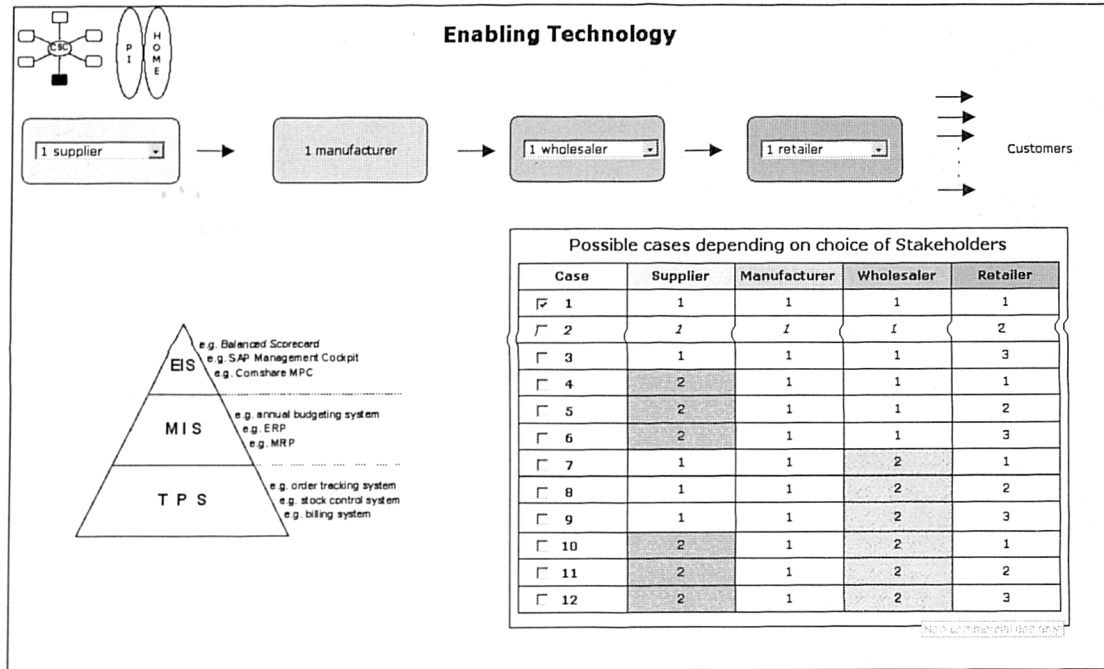 Enabling Technology
CSC
PI
HOME
1 supplier
1 manufacturer
1 wholesaler
1 retailer
Customers
Possible cases depending on choice of Stakeholders
Case Supplier Manufacturer Wholesaler Retailer
1 1 1 1 1
2 1 1 1 2
3 1 1 1 3
4 2 1 1 1
5 2 1 1 2
6 2 1 1 3
7 1 1 2 1
8 1 1 2 2
9 1 1 2 3
10 2 1 2 1
11 2 1 2 2
12 2 1 2 3
EIS
e.g. Balanced Scorecard
e.g. SAP Management Cockpit
e.g. Comshare MPC
MIS
e.g. annual budgeting system
e.g. ERP
e.g. MRP
TPS
e.g. order tracking system
e.g. stock control system
e.g. billing system